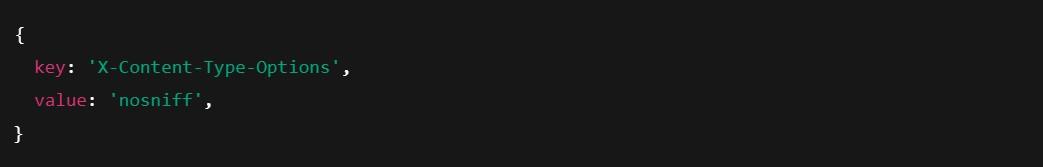 {
  key: 'X-Content-Type-Options',
  value: 'nosniff',
}